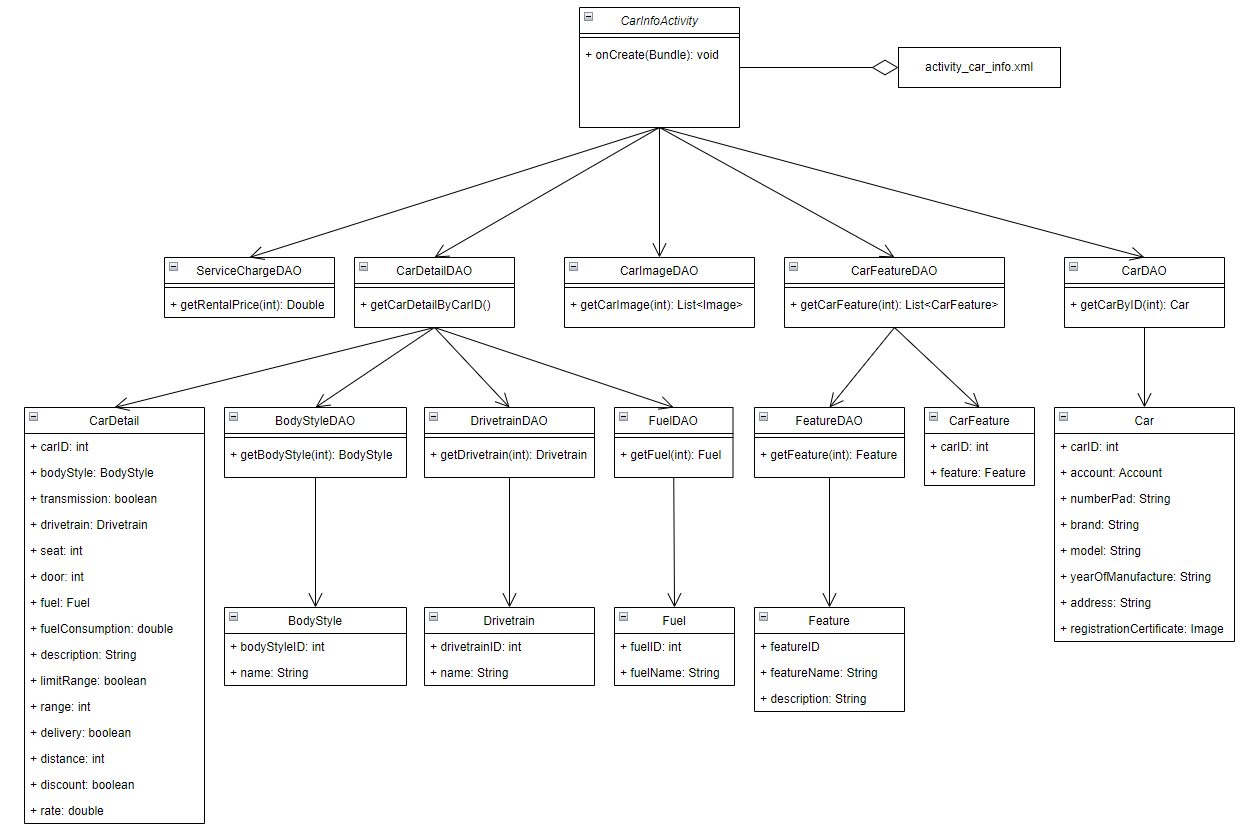 CarInfoActivity
+ onCreate(Bundle): void
activity_car_info.xml
ServiceChargeDAO
+ getRentalPrice(int): Double
CarDetailDAO
+ getCarDetailByCarID()
CarImageDAO
+ getCarImage(int): List<Image>
CarFeatureDAO
+ getCarFeature(int): List<CarFeature>
CarDAO
+ getCarByID(int): Car
CarDetail
+ carID: int
+ bodyStyle: BodyStyle
+ transmission: boolean
+ drivetrain: Drivetrain
+ seat: int
+ door: int
+ fuel: Fuel
+ fuelConsumption: double
+ description: String
+ limitRange: boolean
+ range: int
+ delivery: boolean
+ distance: int
+ discount: boolean
+ rate: double
BodyStyleDAO
+ getBodyStyle(int): BodyStyle
DrivetrainDAO
+ getDrivetrain(int): Drivetrain
FuelDAO
+ getFuel(int): Fuel
FeatureDAO
+ getFeature(int): Feature
CarFeature
+ carID: int
+ feature: Feature
Car
+ carID: int
+ account: Account
+ numberPad: String
+ brand: String
+ model: String
+ yearOfManufacture: String
+ address: String
+ registrationCertificate: Image
BodyStyle
+ bodyStyleID: int
+ name: String
Drivetrain
+ drivetrainID: int
+ name: String
Fuel
+ fuelID: int
+ fuelName: String
Feature
+ featureID
+ featureName: String
+ description: String